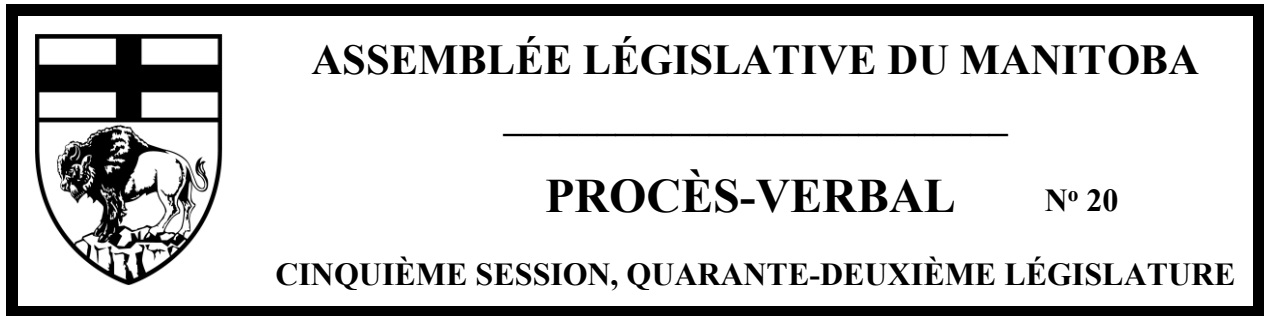 ASSEMBLÉE LÉGISLATIVE DU MANITOBA
PROCÈS-VERBAL Nº 20
CINQUIÈME SESSION, QUARANTE-DEUXIÈME LÉGISLATURE